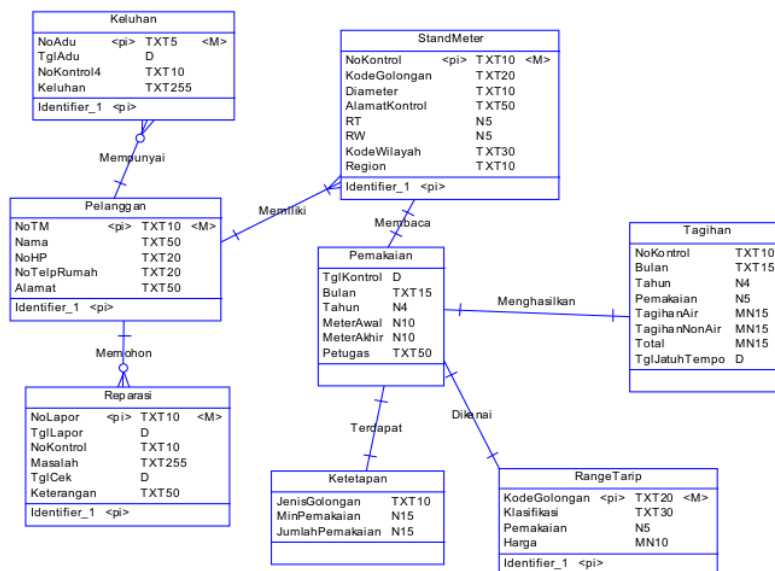 Keluhan
NoAdu <pi> TXT5 <M>
TglAdu D
NoKontrol4 TXT10
Keluhan TXT255
Identifier_1 <pi>
Mempunyai
StandMeter
NoKontrol <pi> TXT10 <M>
KodeGolongan TXT20
Diameter TXT10
AlamatKontrol TXT50
RT N5
RW N5
KodeWilayah TXT30
Region TXT10
Identifier_1 <pi>
Memiliki
Membaca
Pelanggan
NoTM <pi> TXT10 <M>
Nama TXT50
NoHP TXT20
NoTelpRumah TXT20
Alamat TXT50
Identifier_1 <pi>
Memohon
Pemakaian
TglKontrol D
Bulan TXT15
Tahun N4
MeterAwal N10
MeterAkhir N10
Petugas TXT50
Menghasilkan
Tagihan
NoKontrol TXT10
Bulan TXT15
Tahun N4
Pemakaian N5
TagihanAir MN15
TagihanNonAir MN15
Total MN15
TglJatuhTempo D
Reparasi
NoLapor <pi> TXT10 <M>
TglLapor D
NoKontrol TXT10
Masalah TXT255
TglCek D
Keterangan TXT50
Identifier_1 <pi>
Terdapat
Dikenai
Ketetapan
JenisGolongan TXT10
MinPemakaian N15
JumlahPemakaian N15
RangeTarip
KodeGolongan <pi> TXT20 <M>
Klasifikasi TXT30
Pemakaian N5
Harga MN10
Identifier_1 <pi>